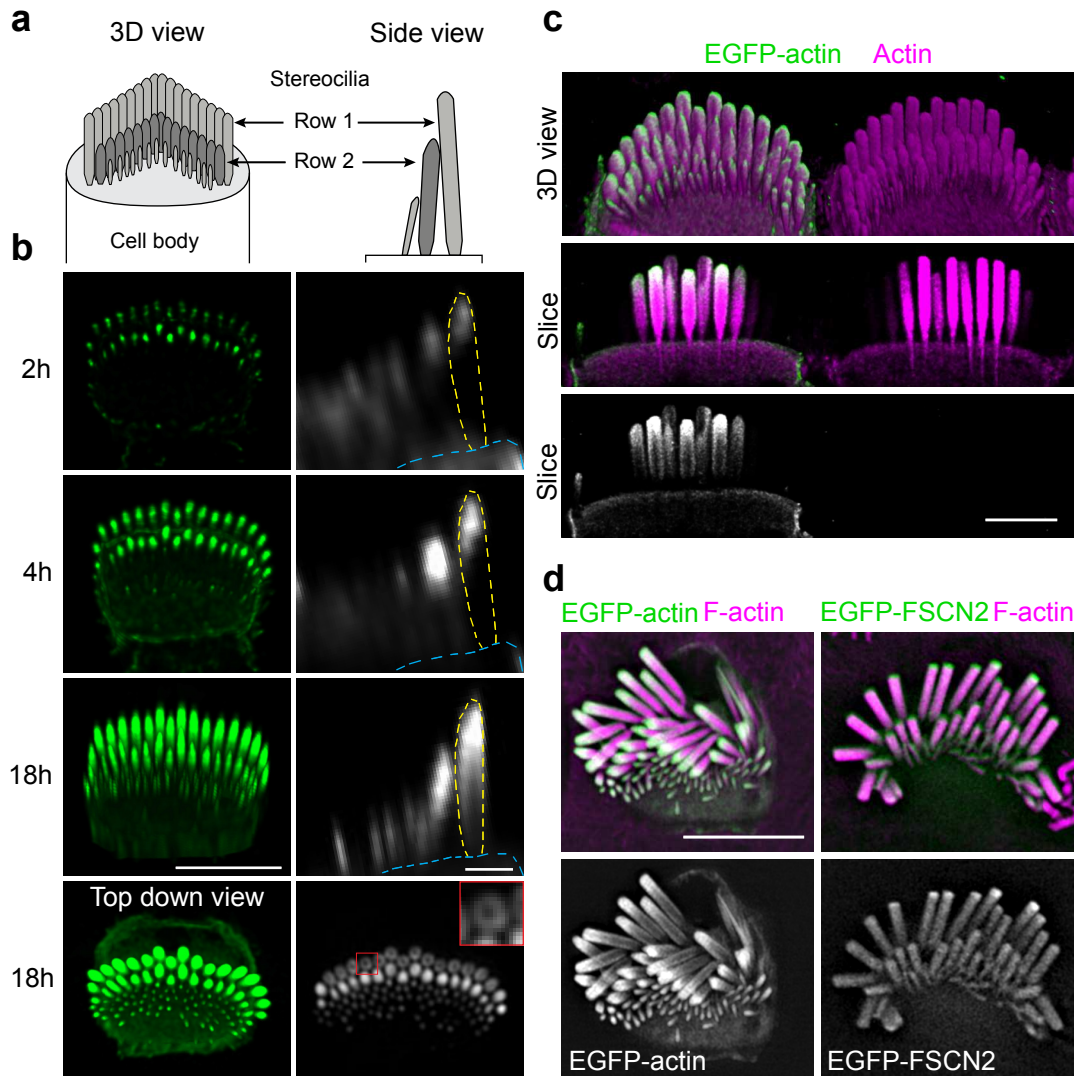 a
3D view
Side view
Stereocilia
Row 1
Row 2
Cell body
b
2h
4h
18h
Top down view
18h
c
EGFP-actin Actin
3D view
Slice
Slice
d
EGFP-actin F-actin
EGFP-FSCN2 F-actin
EGFP-actin
EGFP-FSCN2